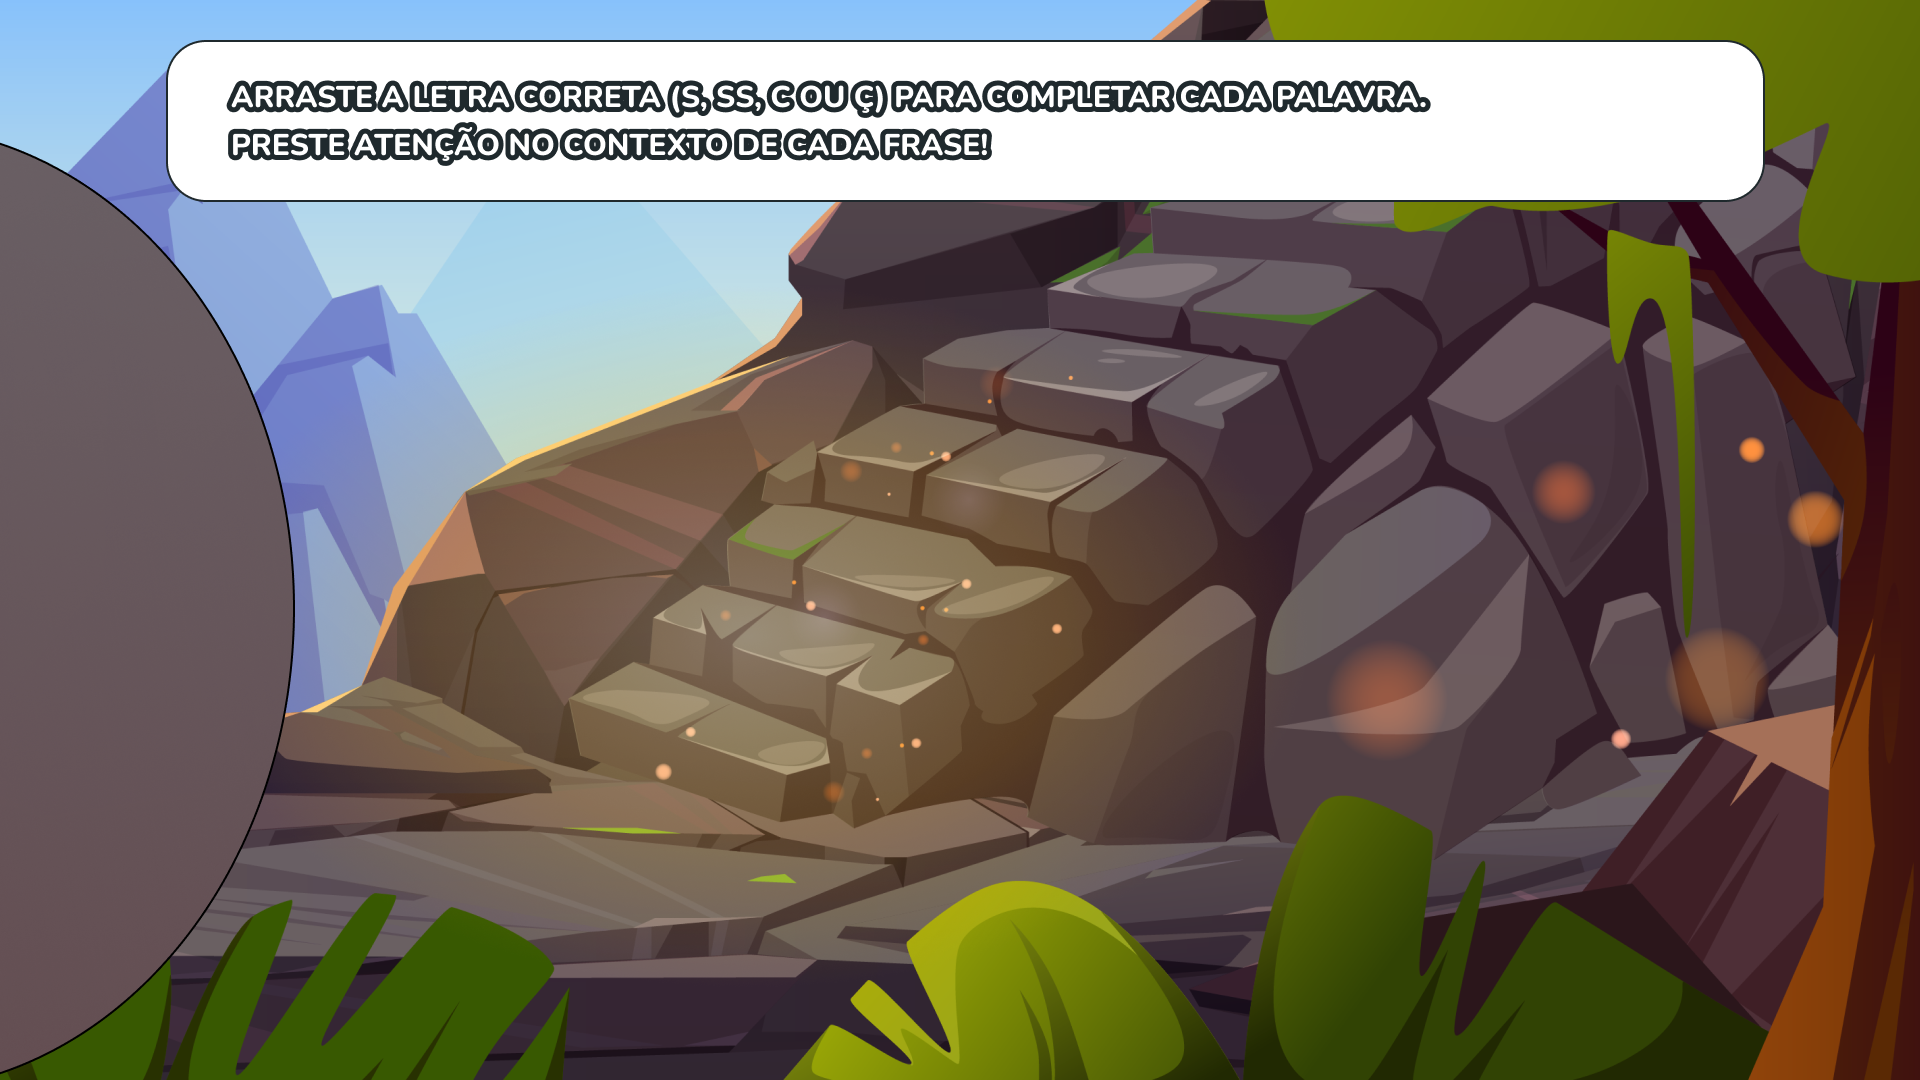 ARRASTE A LETRA CORRETA (S, SS, C OU Ç) PARA COMPLETAR CADA PALAVRA.
PRESTE ATENÇÃO NO CONTEXTO DE CADA FRASE!